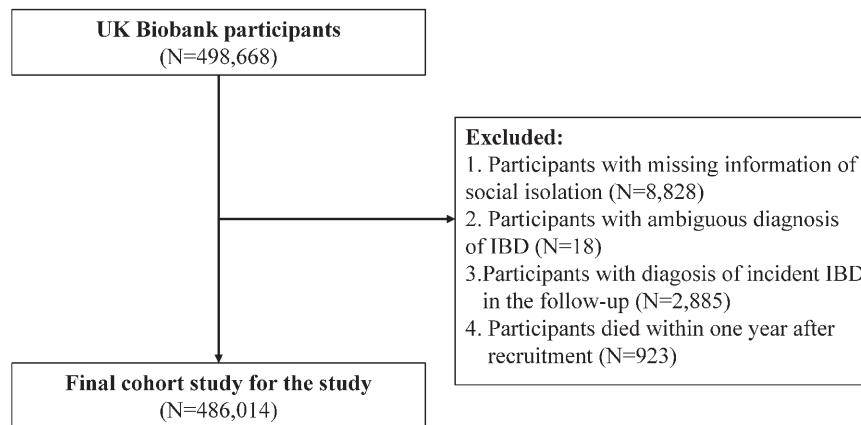 UK Biobank participants
(N=498,668)
Excluded:
1. Participants with missing information of
social isolation (N=8,828)
2. Participants with ambiguous diagnosis
of IBD (N=18)
3.Participants with diagosis of incident IBD
in the follow-up (N=2,885)
4. Participants died within one year after
recruitment (N=923)
Final cohort study for the study
(N=486,014)